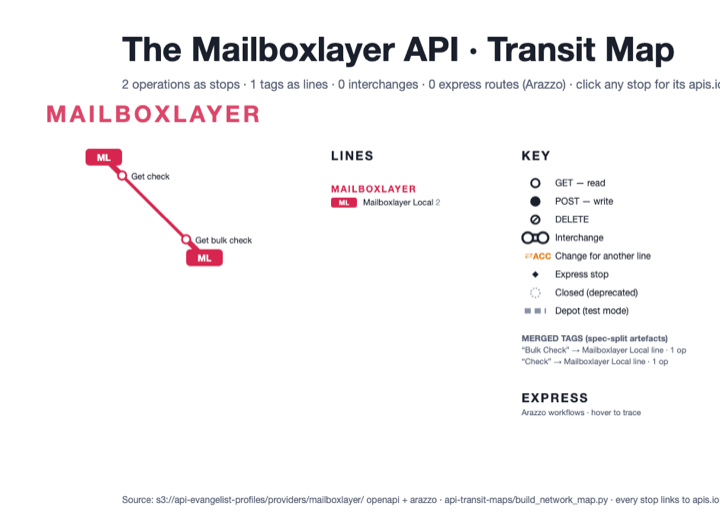 The Mailboxlayer API · Transit Map
2 operations as stops · 1 tags as lines · 0 interchanges · 0 express routes (Arazzo) · click any stop for its apis.io
MAILBOXLAYER
ML
Get check
Get bulk check
ML
LINES
MAILBOXLAYER
ML Mailboxlayer Local 2
KEY
GET — read
POST — write
DELETE
Interchange
⇄ACC Change for another line
Express stop
Closed (deprecated)
Depot (test mode)
MERGED TAGS (spec-split artefacts)
"Bulk Check" → Mailboxlayer Local line · 1 op
"Check" → Mailboxlayer Local line · 1 op
EXPRESS
Arazzo workflows · hover to trace
Source: s3://api-evangelist-profiles/providers/mailboxlayer/ openapi + arazzo · api-transit-maps/build_network_map.py · every stop links to apis.io